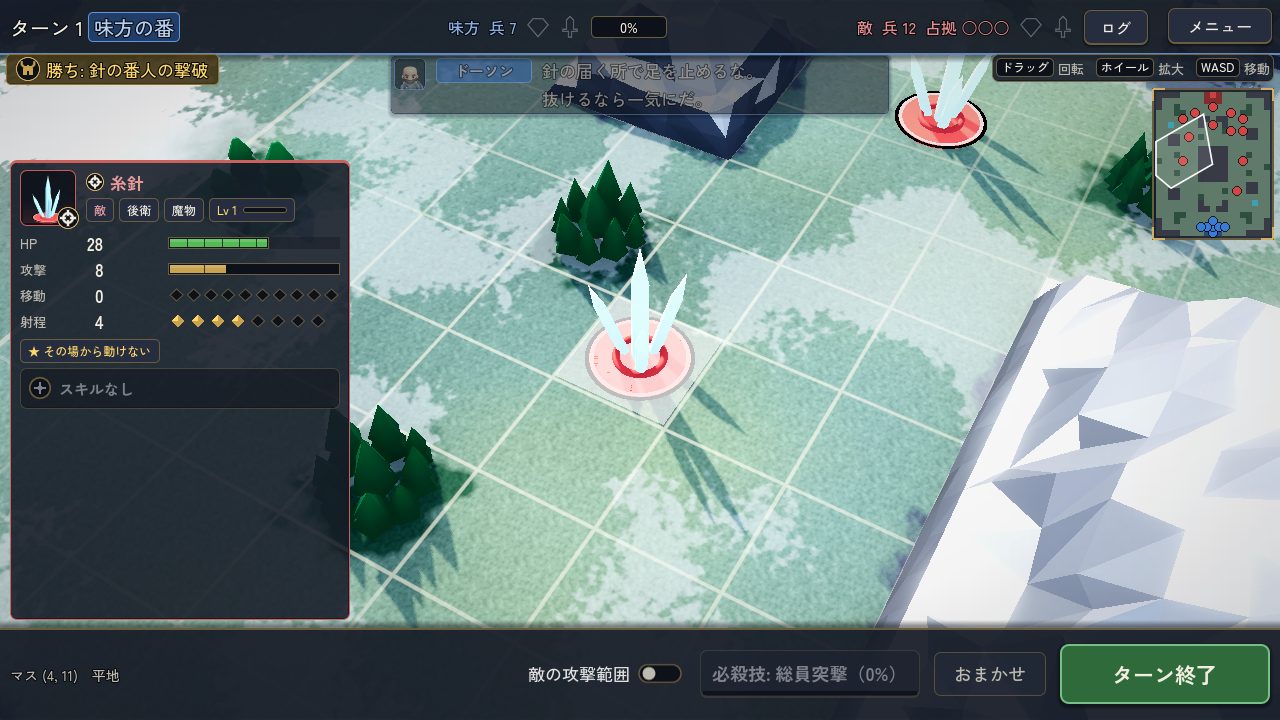 ターン 1 味方の番
味方 兵 7
0%
敵 兵 12 占拠 〇〇〇
ログ
メニュー
勝ち: 針の番人の撃破
ドーソン
針の届く所で足を止めるな。
抜けるなら一気にだ。
ドラッグ 回転 ホイール 拡大 WASD 移動
糸針
敵 後衛 魔物 Lv 1
HP 28
攻撃 8
移動 0
射程 4
★ その場から動けない
スキルなし
マス (4, 11) 平地
敵の攻撃範囲
必殺技: 総員突撃 (0%)
おまかせ
ターン終了